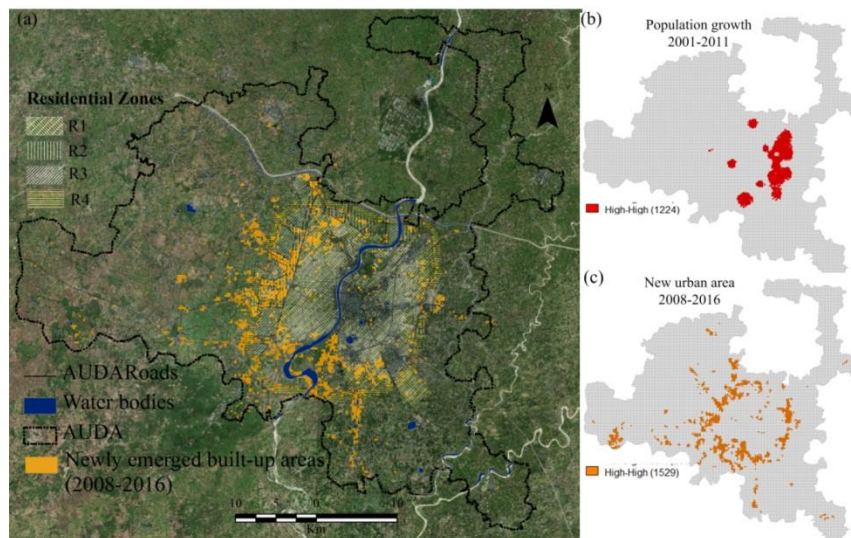 (a)
N
Residential Zones
R1
R2
R3
R4
AUDARoads
Water bodies
AUDA
Newly emerged built-up areas
(2008-2016)
10 0 10
Km
(b)
Population growth
2001-2011
High-High (1224)
(c)
New urban area
2008-2016
High-High (1529)